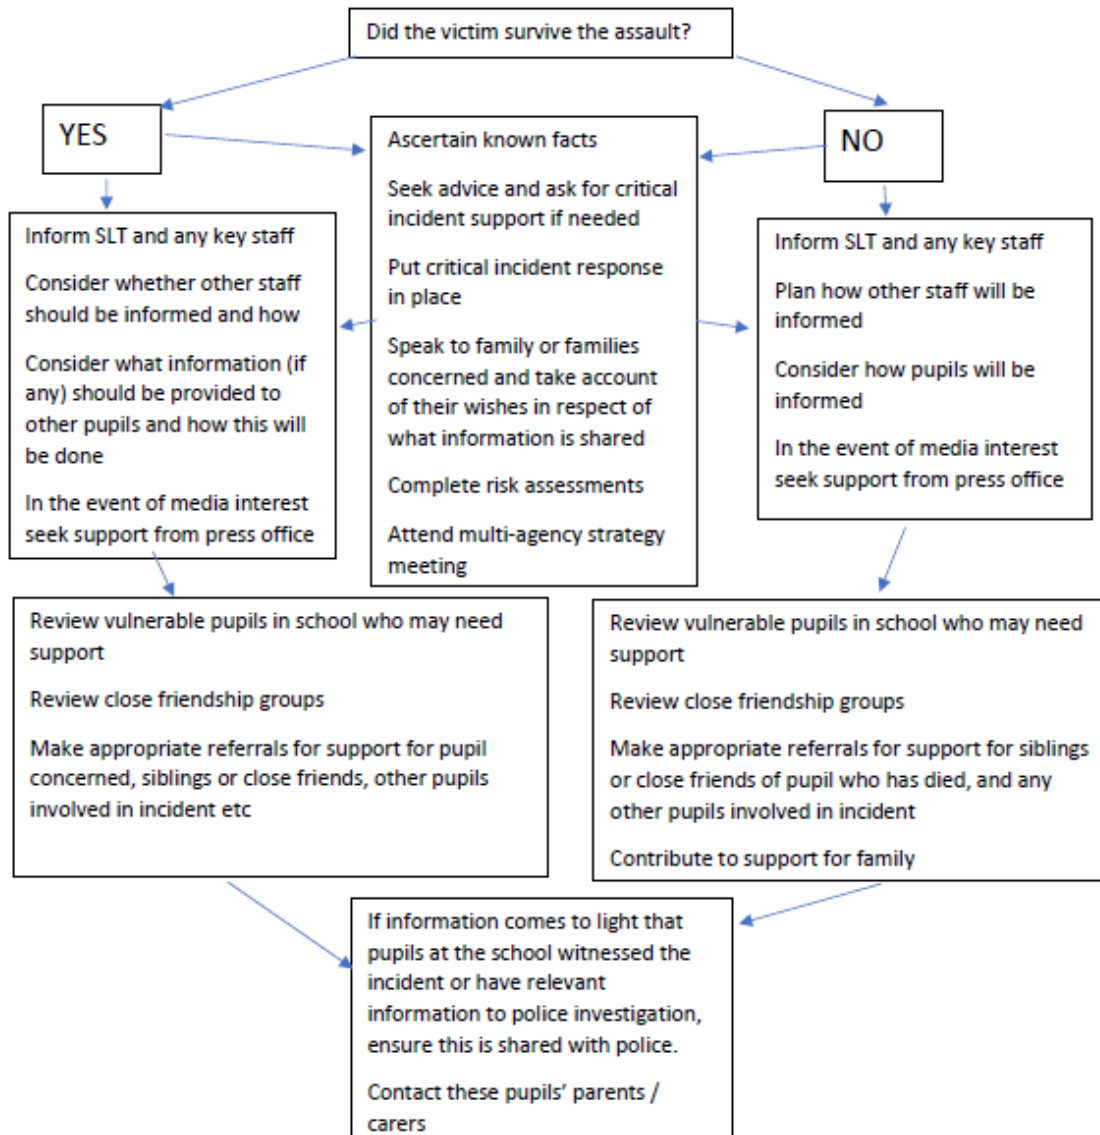 Did the victim survive the assault?
YES
NO
Ascertain known facts
Seek advice and ask for critical
incident support if needed
Put critical incident response
in place
Speak to family or families
concerned and take account
of their wishes in respect of
what information is shared
Complete risk assessments
Attend multi-agency strategy
meeting
Inform SLT and any key staff
Consider whether other staff
should be informed and how
Consider what information (if
any) should be provided to
other pupils and how this will
be done
In the event of media interest
seek support from press office
Inform SLT and any key staff
Plan how other staff will be
informed
Consider how pupils will be
informed
In the event of media interest
seek support from press office
Review vulnerable pupils in school who may need
support
Review close friendship groups
Make appropriate referrals for support for pupil
concerned, siblings or close friends, other pupils
involved in incident etc
Review vulnerable pupils in school who may need
support
Review close friendship groups
Make appropriate referrals for support for siblings
or close friends of pupil who has died, and any
other pupils involved in incident
Contribute to support for family
If information comes to light that
pupils at the school witnessed the
incident or have relevant
information to police investigation,
ensure this is shared with police.
Contact these pupils' parents /
carers